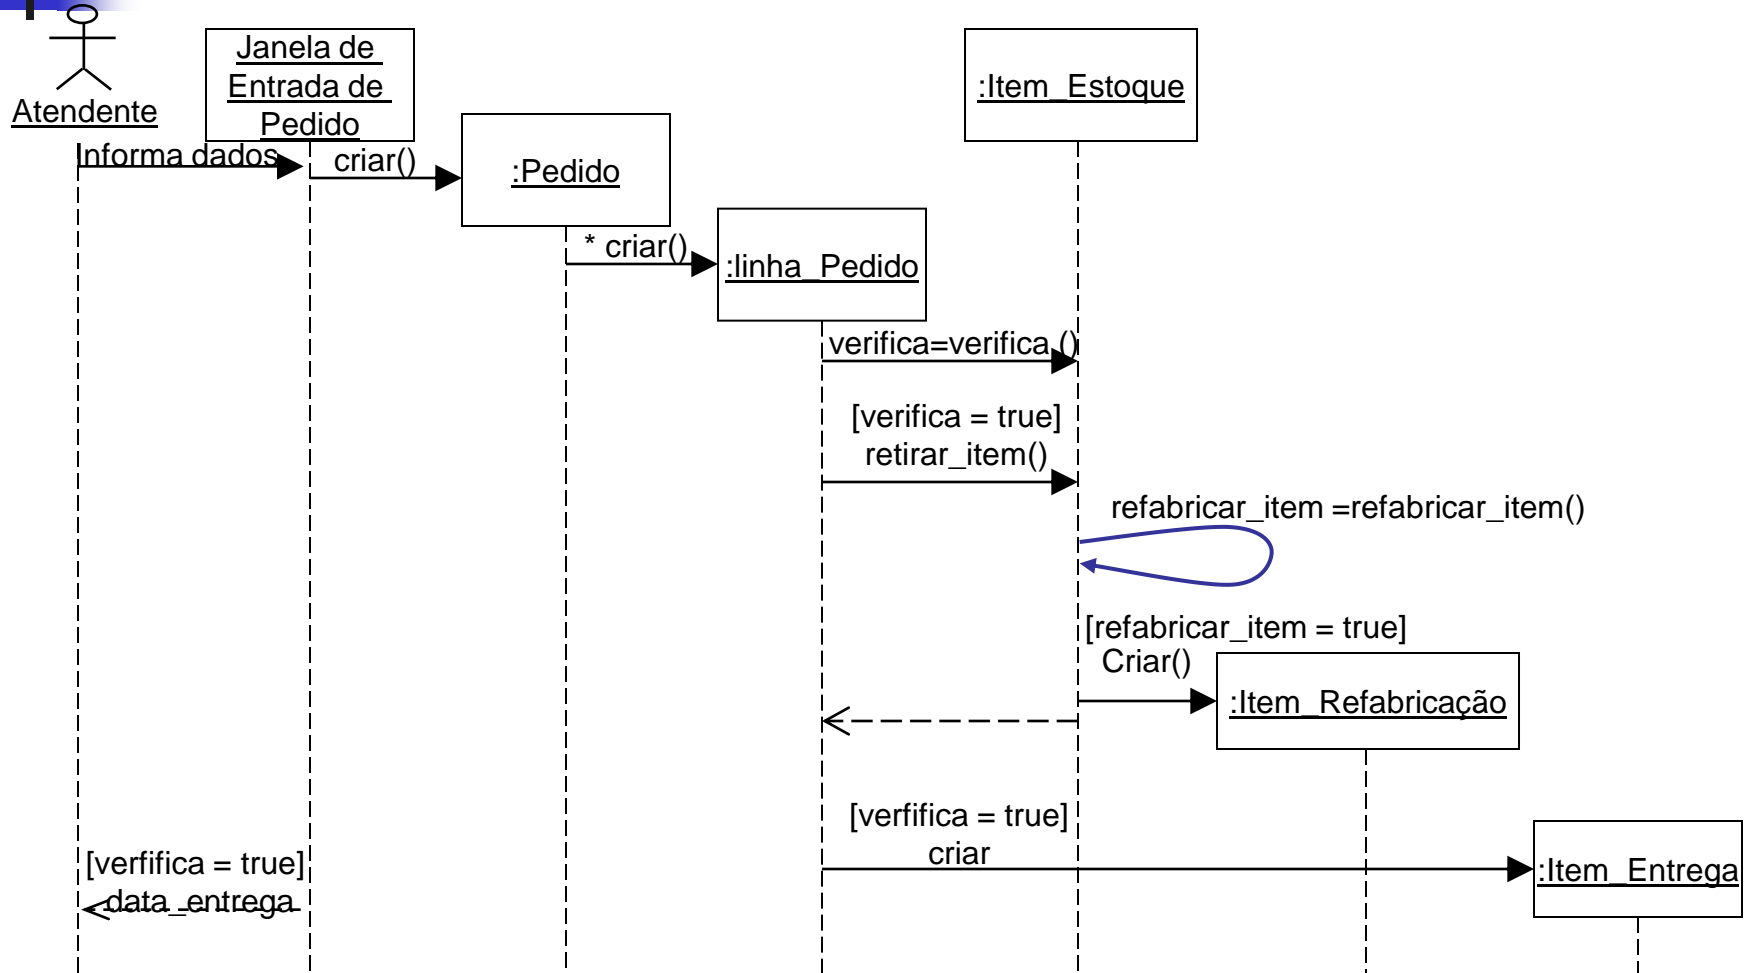 Janela de
Entrada de
Pedido
:Item_Estoque
Atendente
Informa dados
criar()
:Pedido
* criar()
:linha_Pedido
verifica=verifica ()
[verifica = true]
retirar_item()
refabricar_item =refabricar_item()
[refabricar_item = true]
Criar()
:Item_Refabricação
[verfifica = true]
criar
:Item_Entrega
[verfifica = true]
data_entrega